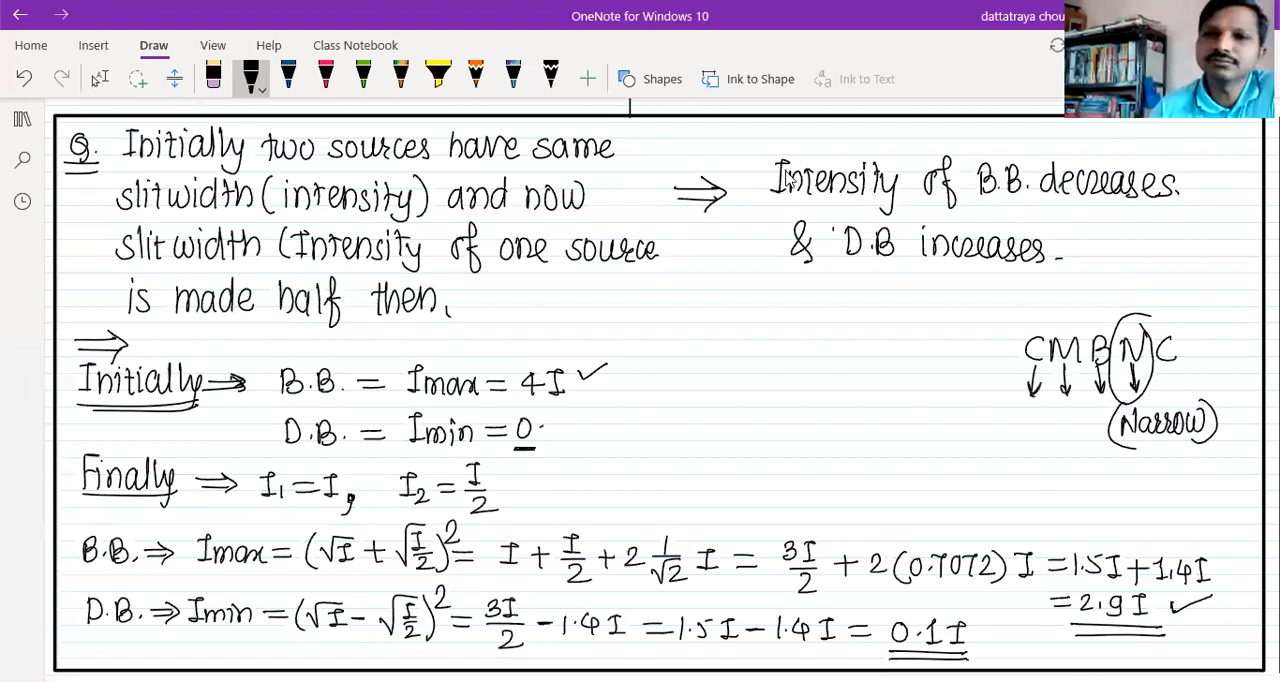 OneNote for Windows 10
dattatraya chou
Home Insert Draw View Help Class Notebook
Shapes Ink to Shape Ink to Text
Q. Initially two sources have same
slitwidth (intensity) and now
slitwidth (Intensity of one source
is made half then,
⇒ Intensity of B.B. decreases.
& D.B increases.
⇒
Initially → B.B. = Imax = 4I ✓
D.B. = Imin = 0.
C M B N C
(Narrow)
Finally ⇒ I₁ = I, I₂ = I/2
B.B. ⇒ Imax = (√I + √(I/2))² = I + I/2 + 2 1/√2 I = 3I/2 + 2(0.7072) I = 1.5I + 1.4I
= 2.9I ✓
D.B. ⇒ Imin = (√I - √(I/2))² = 3I/2 - 1.4I = 1.5I - 1.4I = 0.1I